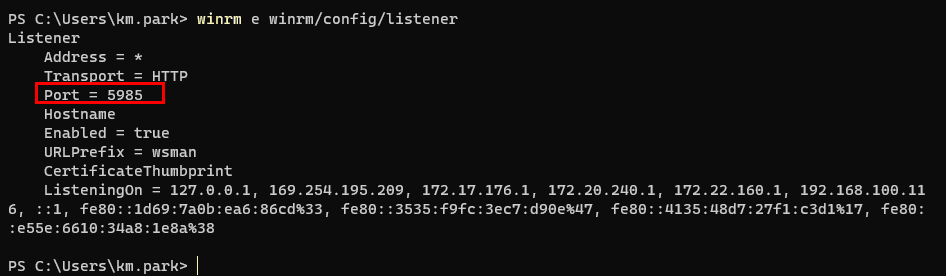 PS C:\Users\km.park> winrm e winrm/config/listener
Listener
    Address = *
    Transport = HTTP
    Port = 5985
    Hostname
    Enabled = true
    URLPrefix = wsman
    CertificateThumbprint
    ListeningOn = 127.0.0.1, 169.254.195.209, 172.17.176.1, 172.20.240.1, 172.22.160.1, 192.168.100.11
6, ::1, fe80::1d69:7a0b:ea6:86cd%33, fe80::3535:f9fc:3ec7:d90e%47, fe80::4135:48d7:27f1:c3d1%17, fe80:
:e55e:6610:34a8:1e8a%38
PS C:\Users\km.park>